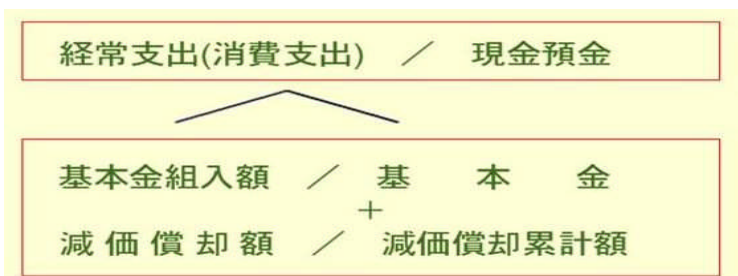 経常支出(消費支出) ／ 現金預金
基本金組入額 ／ 基 本 金
＋
減価償却額 ／ 減価償却累計額